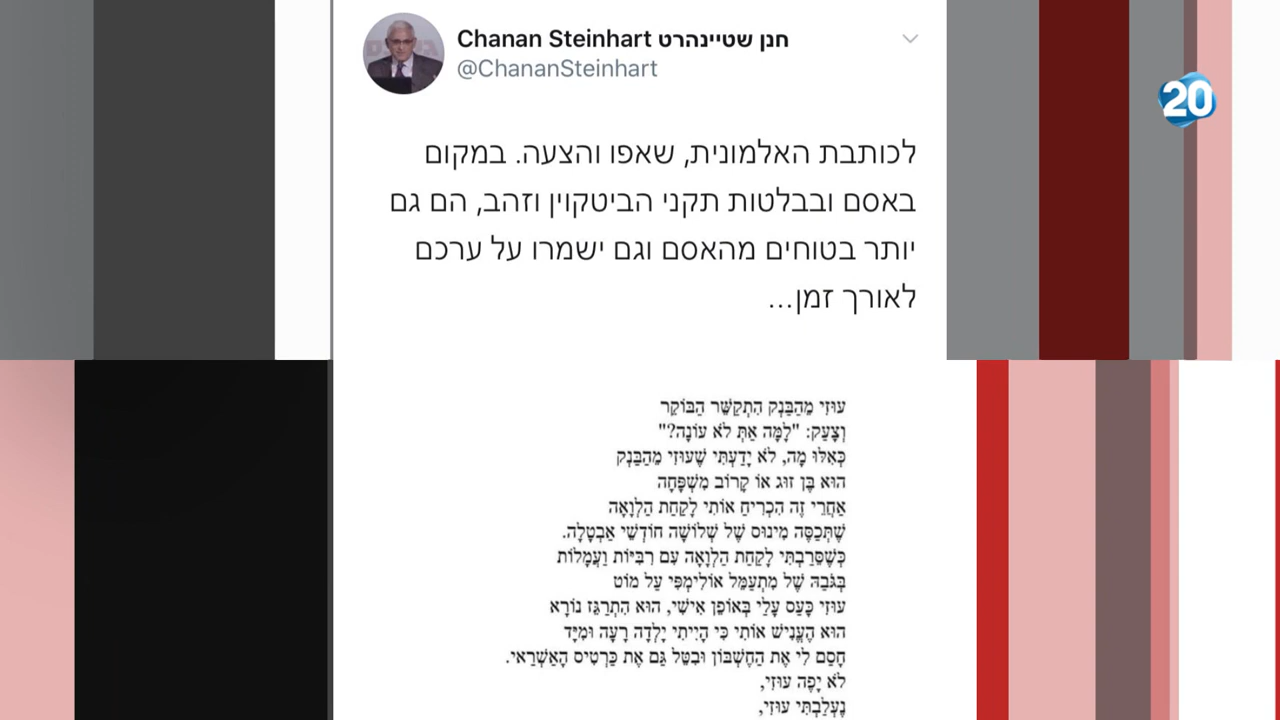 Chanan Steinhart חנן שטיינהרט
@ChananSteinhart
20
לכותבת האלמונית, שאפו והצעה. במקום
באסם ובבלטות תקני הביטקוין וזהב, הם גם
יותר בטוחים מהאסם וגם ישמרו על ערכם
לאורך זמן...
עוּזִי מֵהַבַּנְק הִתְקַשֵּׁר הַבּוֹקֶר
וְצָעַק: "לָמָּה אַתְּ לֹא עוֹנָה?"
כְּאִלּוּ מָה, לֹא יָדַעְתִּי שֶׁעוּזִי מֵהַבַּנְק
הוּא בֶּן זוּג אוֹ קָרוֹב מִשְׁפָּחָה
אַחֲרֵי זֶה הִכְרִיחַ אוֹתִי לָקַחַת הַלְוָאָה
שֶׁתְּכַסֶּה מִינוּס שֶׁל שְׁלוֹשָׁה חוֹדְשֵׁי אַבְטָלָה.
כְּשֶׁסֵּרַבְתִּי לָקַחַת הַלְוָאָה עִם רִבִּיּוֹת וַעֲמָלוֹת
בְּגֹבַהּ שֶׁל מִתְעַמֵּל אוֹלִימְפִּי עַל מוֹט
עוּזִי כָּעַס עָלַי בְּאוֹפֶן אִישִׁי, הוּא הִתְרַגֵּז נוֹרָא
הוּא הֶעֱנִישׁ אוֹתִי כִּי הָיִיתִי יַלְדָּה רָעָה וּמִיָּד
חָסַם לִי אֶת הַחֶשְׁבּוֹן וּבִטֵּל גַּם אֶת כַּרְטִיס הָאַשְׁרַאי.
לֹא יָפֶה עוּזִי,
נֶעֱלַבְתִּי עוּזִי,